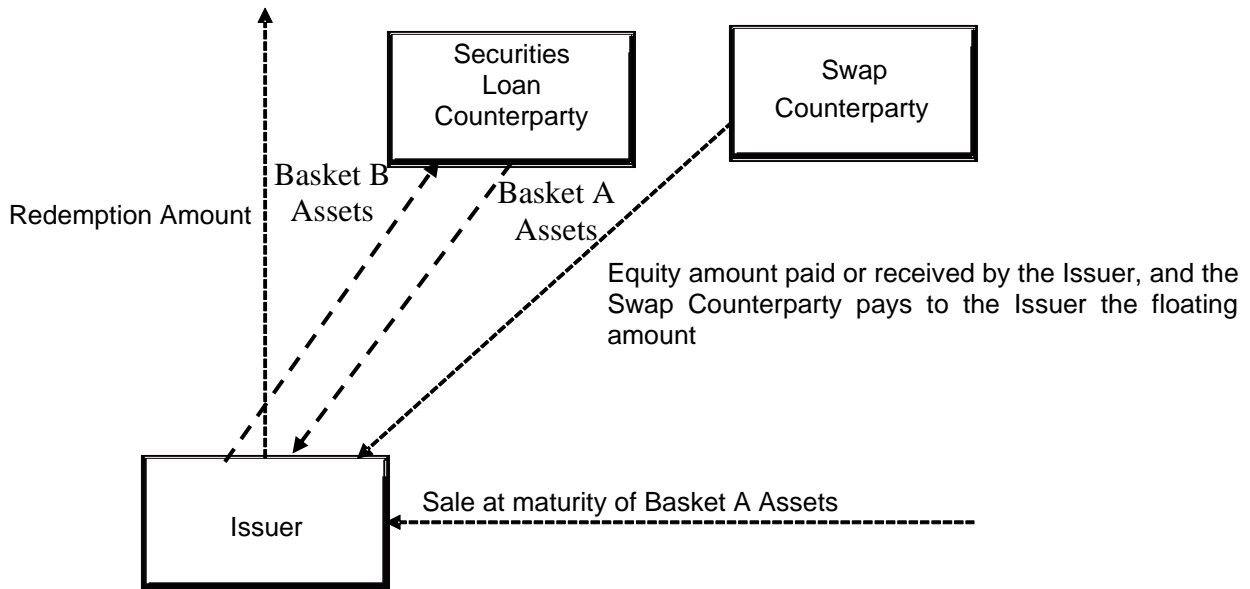 Securities
Loan
Counterparty
Swap
Counterparty
Basket B
Assets
Basket A
Assets
Redemption Amount
Equity amount paid or received by the Issuer, and the
Swap Counterparty pays to the Issuer the floating
amount
Sale at maturity of Basket A Assets
Issuer